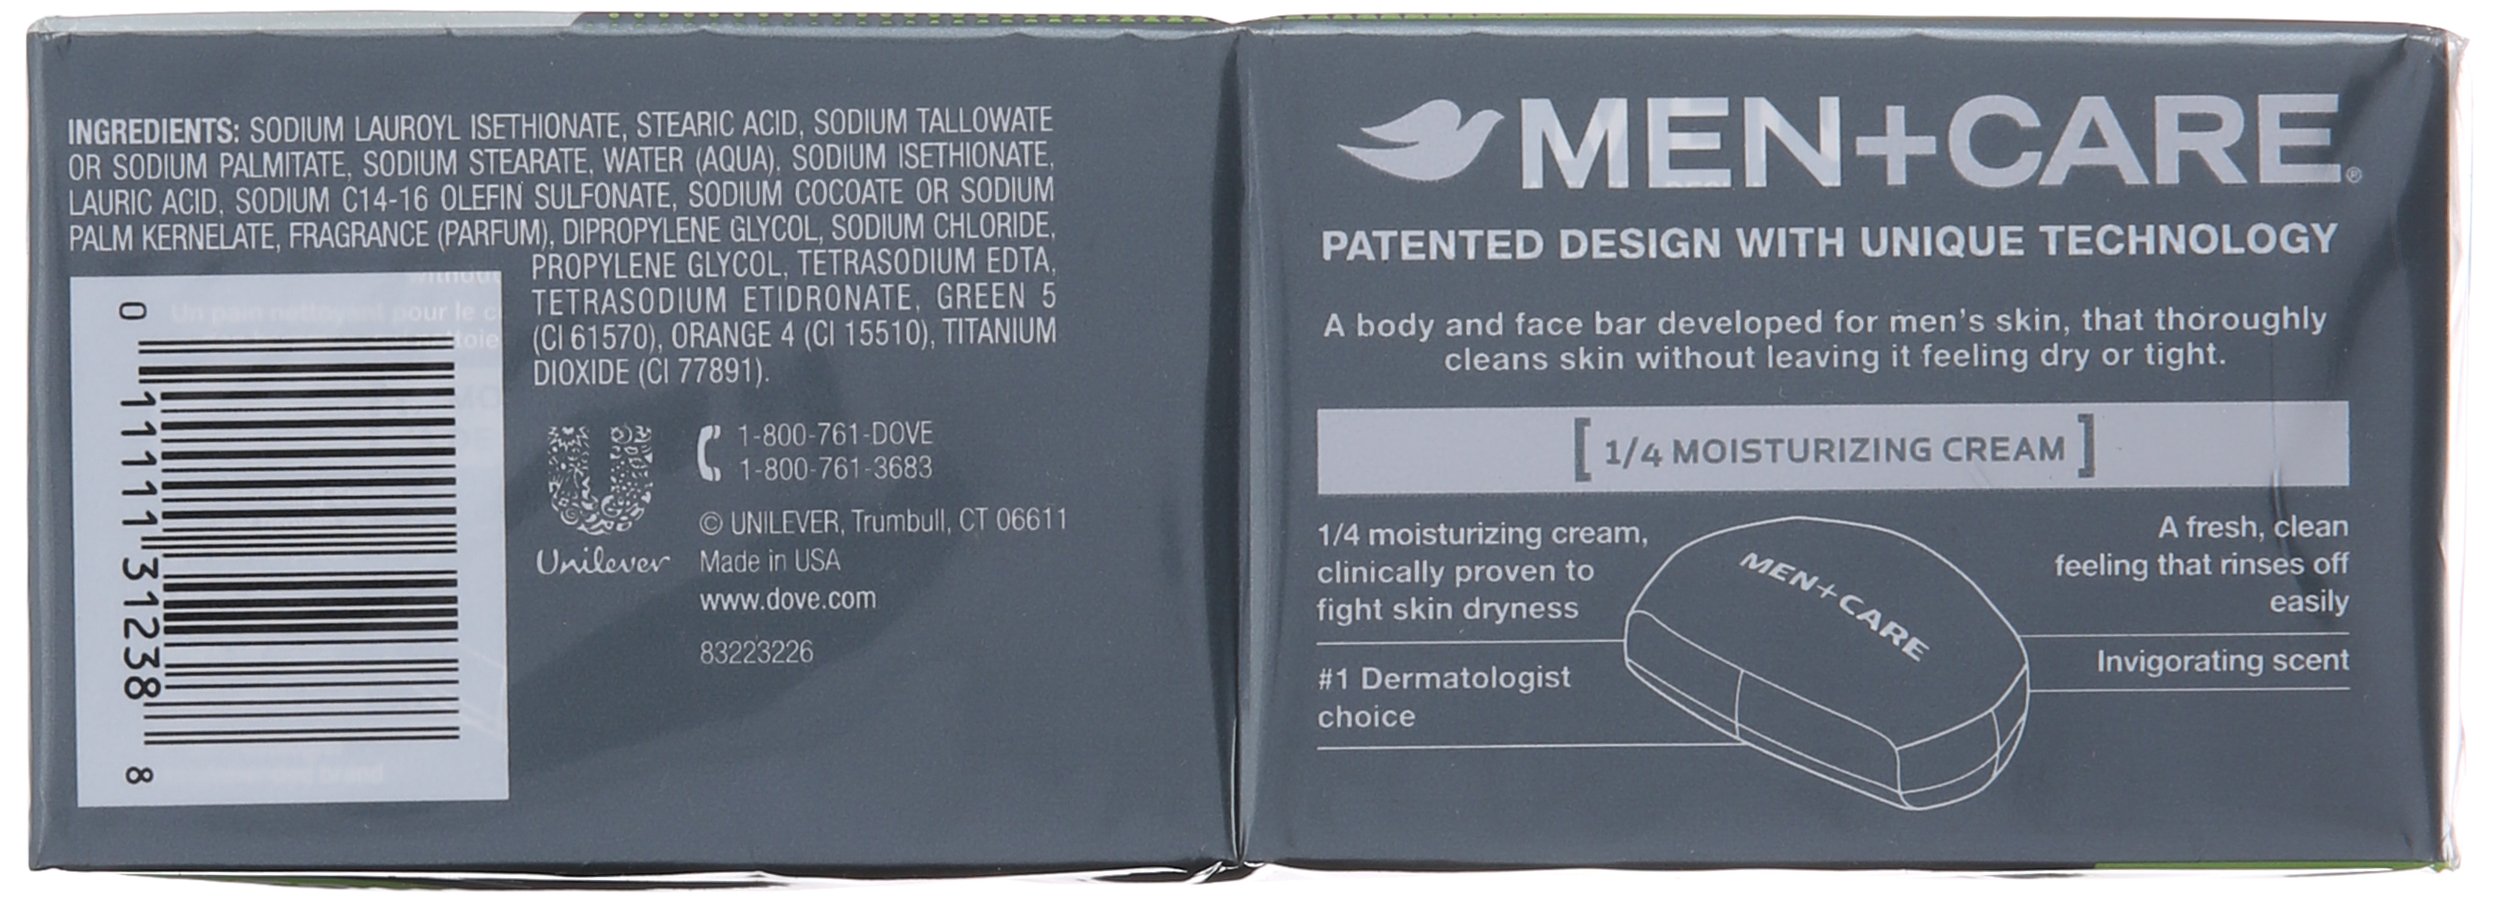 INGREDIENTS: SODIUM LAUROYL ISETHIONATE, STEARIC ACID, SODIUM TALLOWATE
OR SODIUM PALMITATE, SODIUM STEARATE, WATER (AQUA), SODIUM ISETHIONATE,
LAURIC ACID, SODIUM C14-16 OLEFIN SULFONATE, SODIUM COCOATE OR SODIUM
PALM KERNELATE, FRAGRANCE (PARFUM), DIPROPYLENE GLYCOL, SODIUM CHLORIDE,
PROPYLENE GLYCOL, TETRASODIUM EDTA,
TETRASODIUM ETIDRONATE, GREEN 5
(CI 61570), ORANGE 4 (CI 15510), TITANIUM
DIOXIDE (CI 77891).
0 11111 31238 8
Unilever
1-800-761-DOVE
1-800-761-3683
© UNILEVER, Trumbull, CT 06611
Made in USA
www.dove.com
83223226
MEN+CARE®
PATENTED DESIGN WITH UNIQUE TECHNOLOGY
A body and face bar developed for men's skin, that thoroughly
cleans skin without leaving it feeling dry or tight.
[ 1/4 MOISTURIZING CREAM ]
1/4 moisturizing cream,
clinically proven to
fight skin dryness
#1 Dermatologist
choice
MEN+CARE
A fresh, clean
feeling that rinses off
easily
Invigorating scent